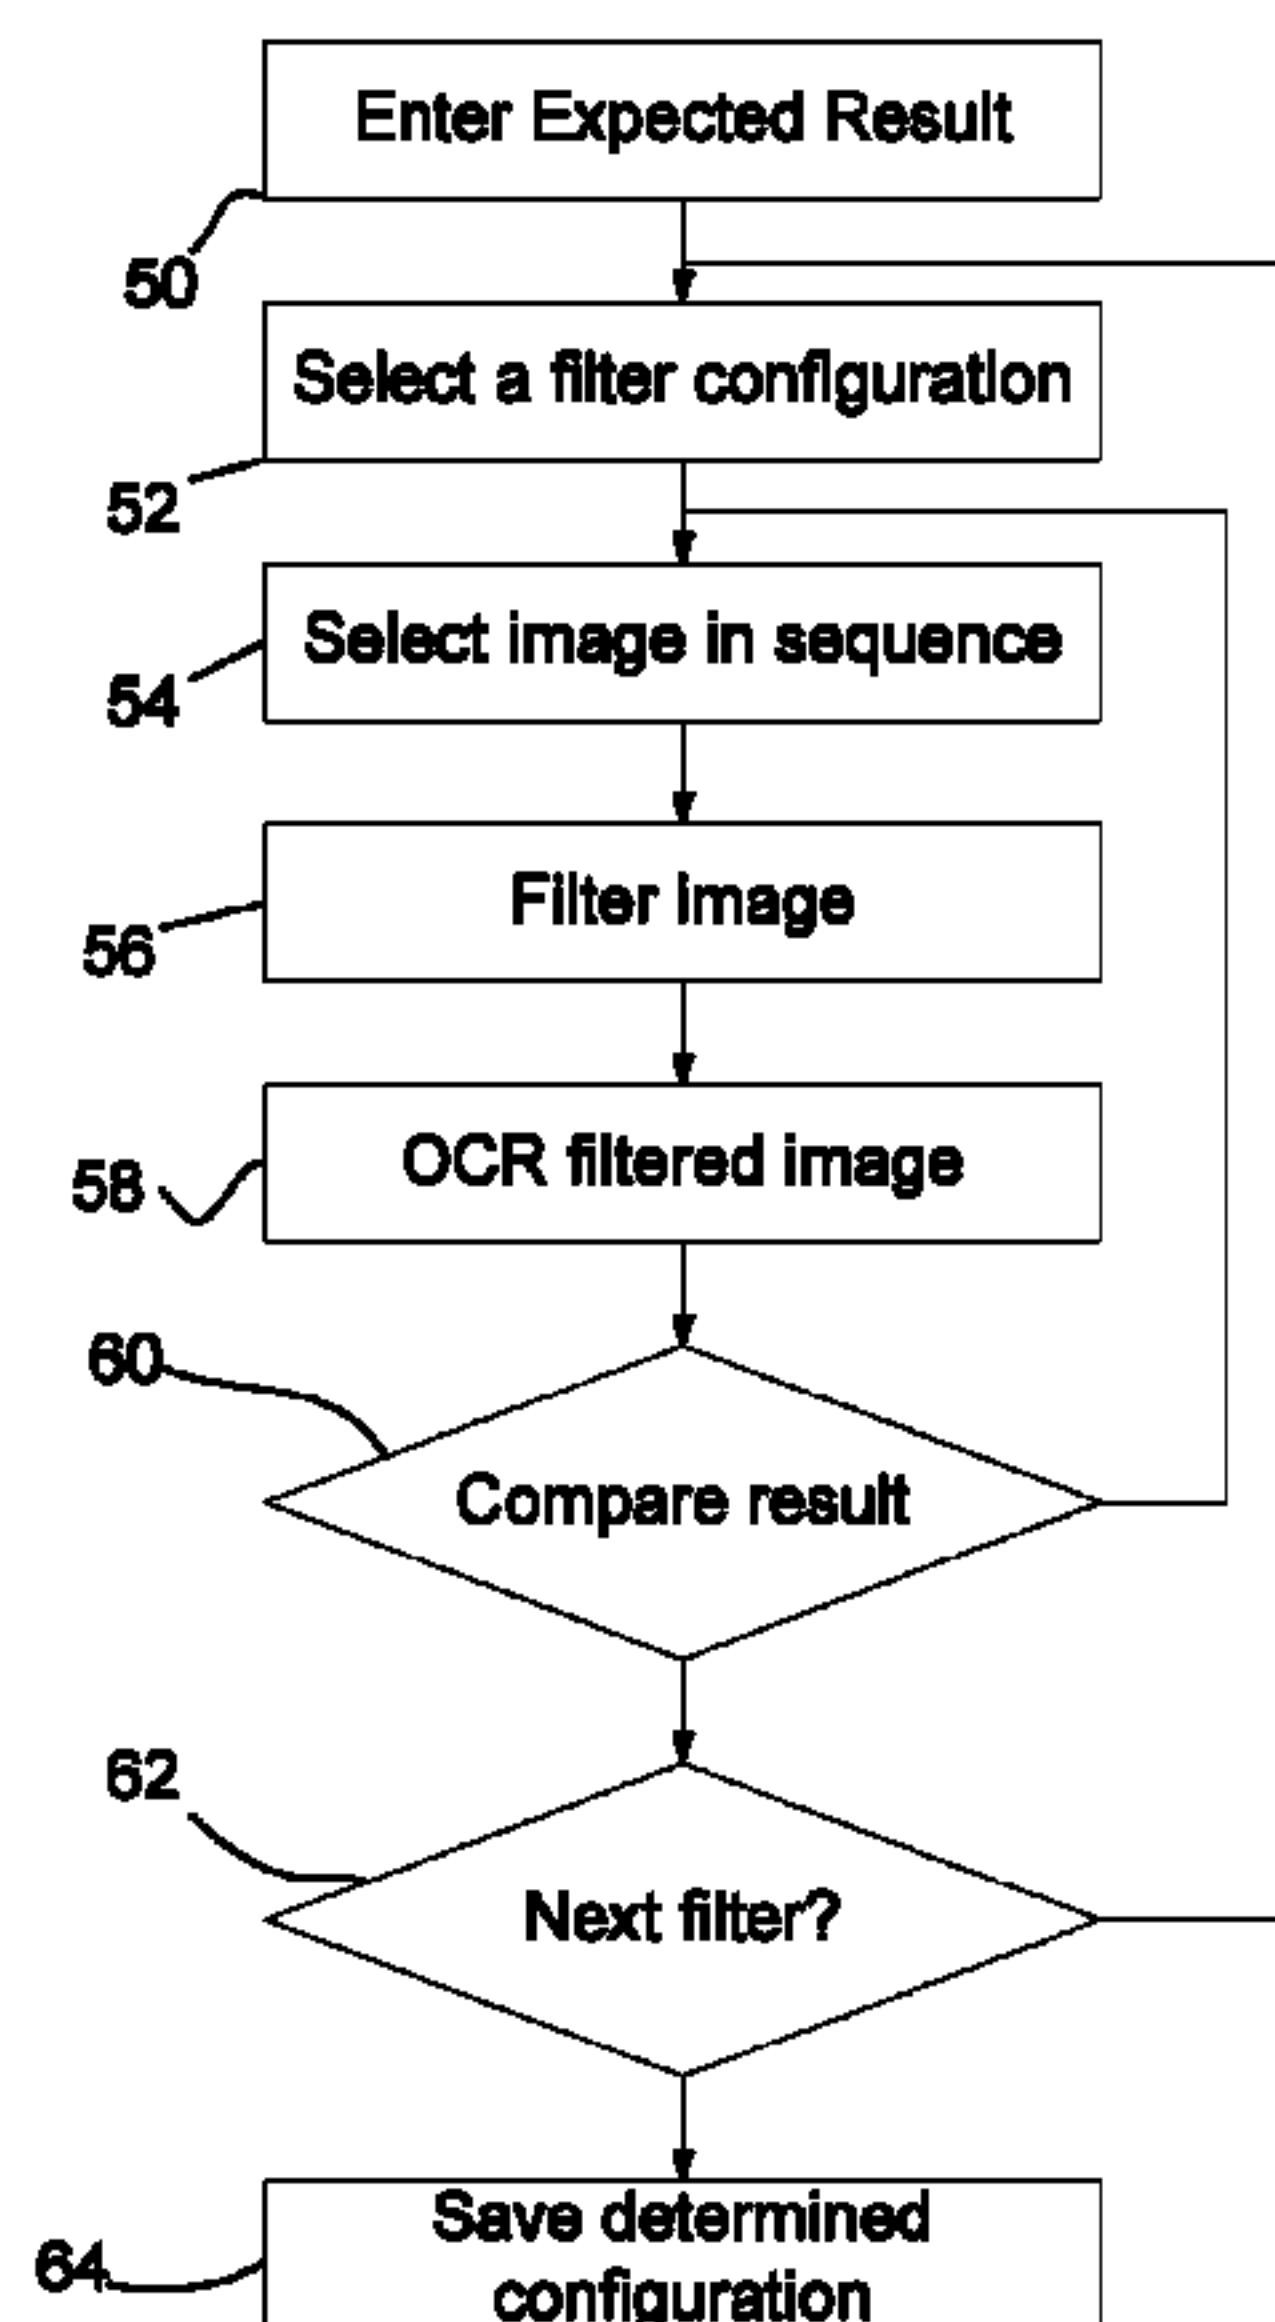 Enter Expected Result
50
Select a filter configuration
52
Select image in sequence
54
Filter image
56
OCR filtered image
58
60
Compare result
62
Next filter?
Save determined
64
configuration